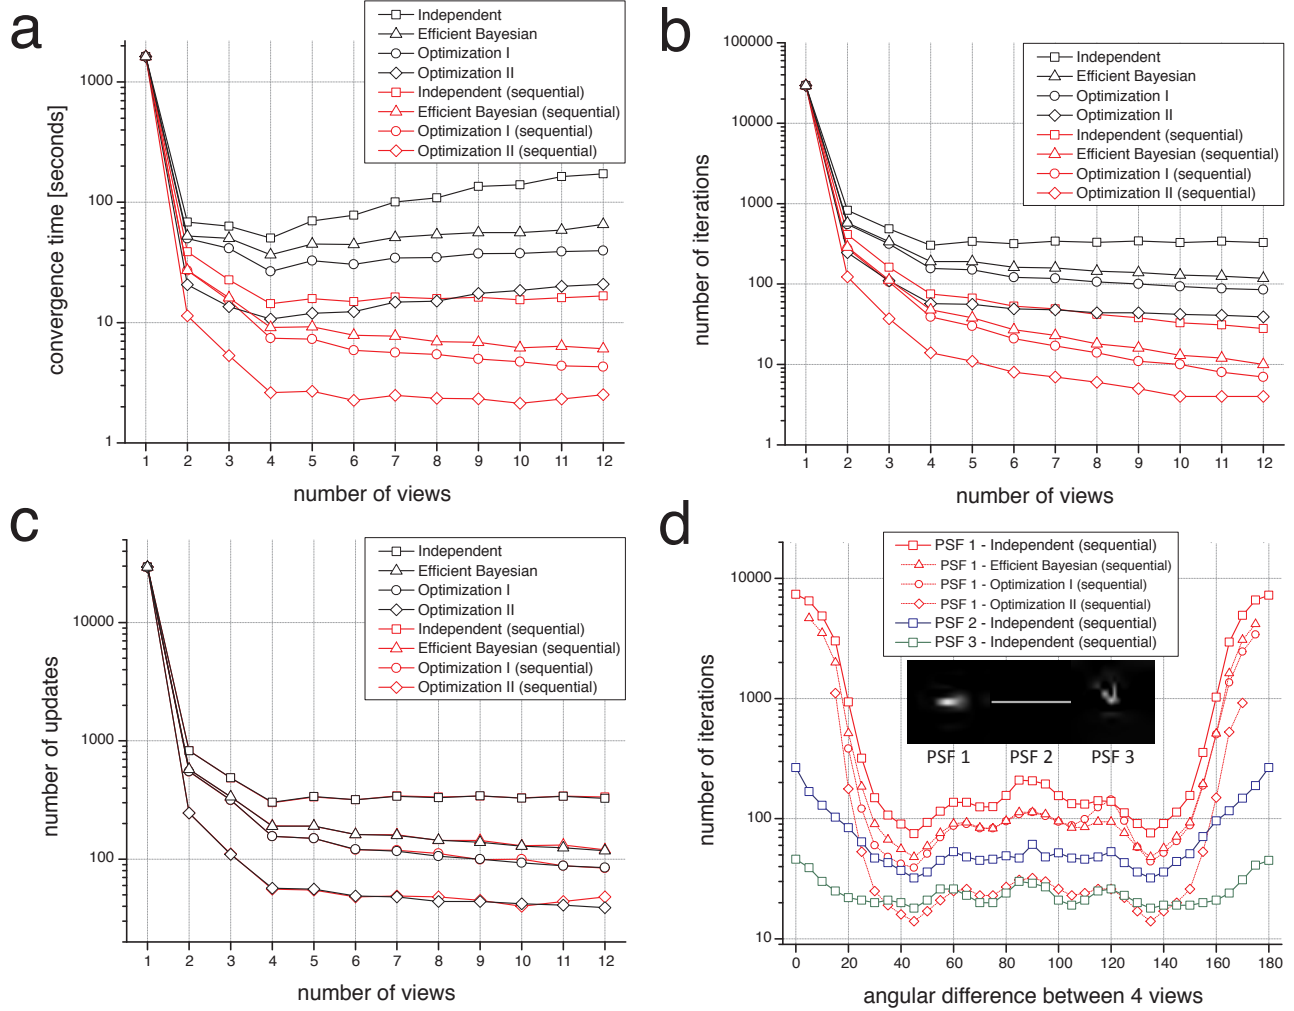 a
Independent
Efficient Bayesian
Optimization I
Optimization II
Independent (sequential)
Efficient Bayesian (sequential)
Optimization I (sequential)
Optimization II (sequential)
convergence time [seconds]
1000
100
10
1
1 2 3 4 5 6 7 8 9 10 11 12
number of views
b
Independent
Efficient Bayesian
Optimization I
Optimization II
Independent (sequential)
Efficient Bayesian (sequential)
Optimization I (sequential)
Optimization II (sequential)
number of iterations
100000
10000
1000
100
10
1
1 2 3 4 5 6 7 8 9 10 11 12
number of views
c
Independent
Efficient Bayesian
Optimization I
Optimization II
Independent (sequential)
Efficient Bayesian (sequential)
Optimization I (sequential)
Optimization II (sequential)
number of updates
10000
1000
100
1 2 3 4 5 6 7 8 9 10 11 12
number of views
d
PSF 1 - Independent (sequential)
PSF 1 - Efficient Bayesian (sequential)
PSF 1 - Optimization I (sequential)
PSF 1 - Optimization II (sequential)
PSF 2 - Independent (sequential)
PSF 3 - Independent (sequential)
PSF 1 PSF 2 PSF 3
number of iterations
10000
1000
100
10
0 20 40 60 80 100 120 140 160 180
angular difference between 4 views